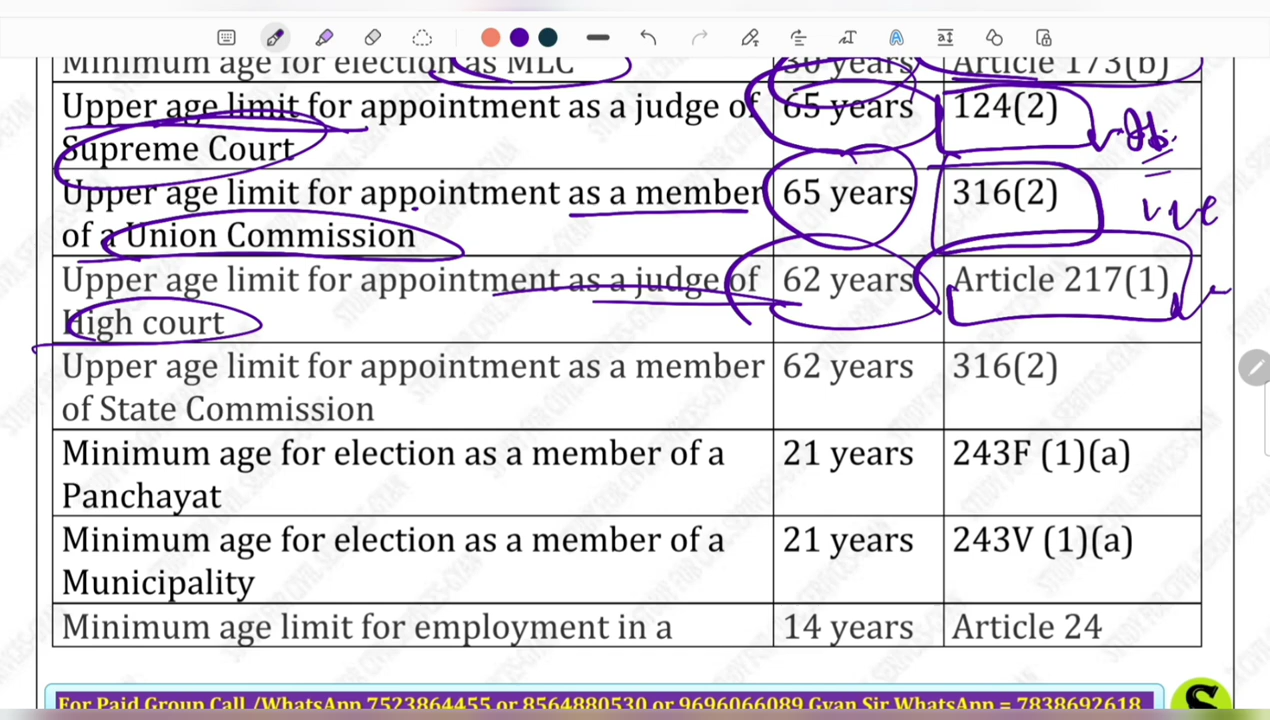 Minimum age for election as MLC 30 years Article 173(b)
Upper age limit for appointment as a judge of 65 years 124(2)
Supreme Court
Upper age limit for appointment as a member 65 years 316(2)
of a Union Commission
Upper age limit for appointment as a judge of 62 years Article 217(1)
High court
Upper age limit for appointment as a member 62 years 316(2)
of State Commission
Minimum age for election as a member of a 21 years 243F (1)(a)
Panchayat
Minimum age for election as a member of a 21 years 243V (1)(a)
Municipality
Minimum age limit for employment in a 14 years Article 24
For Paid Group Call /WhatsApp 7523864455 or 8564880530 or 9696066089 Gyan Sir WhatsApp = 7838692618